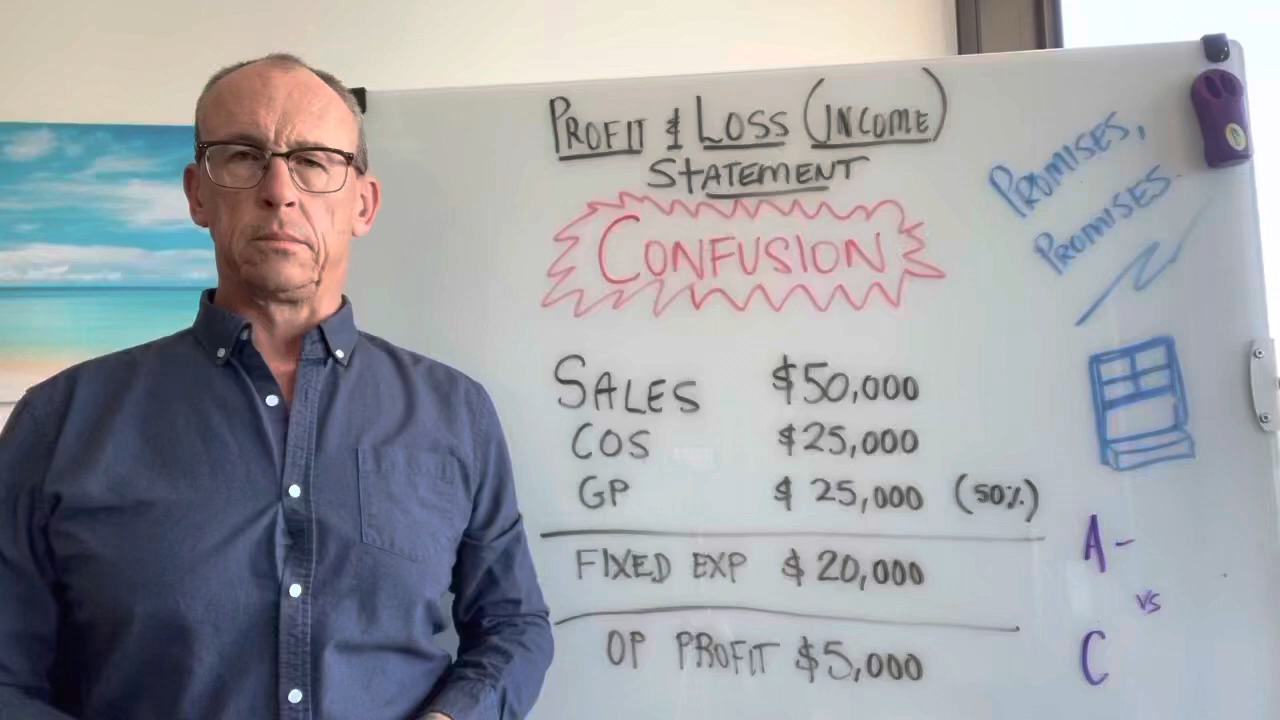 PROFIT & LOSS (INCOME)
STATEMENT
CONFUSION
PROMISES,
PROMISES
SALES $50,000
COS $25,000
GP $25,000 (50%)
FIXED EXP $20,000
OP PROFIT $5,000
A-
VS
C